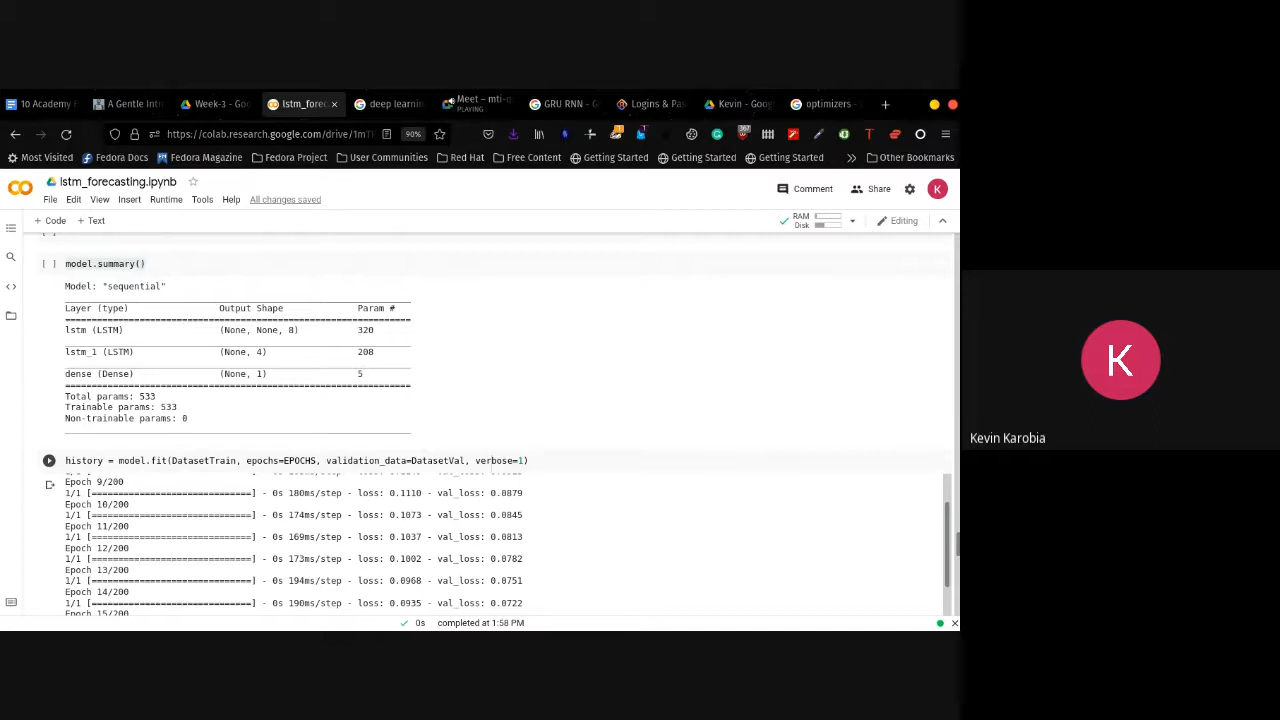 10 Academy
A Gentle Int
Week-3 - Goo
lstm_forec
deep learnin
Meet – mti-q
PLAYING
GRU RNN - G
Logins & Pas
Kevin - Goog
optimizers -
https://colab.research.google.com/drive/1mT
90%
367
Most Visited
Fedora Docs
Fedora Magazine
Fedora Project
User Communities
Red Hat
Free Content
Getting Started
Getting Started
Getting Started
Other Bookmarks
lstm_forecasting.ipynb
Comment
Share
K
File Edit View Insert Runtime Tools Help All changes saved
+ Code + Text
RAM
Disk
Editing
[ ] model.summary()
Model: "sequential"
Layer (type) Output Shape Param #
lstm (LSTM) (None, None, 8) 320
lstm_1 (LSTM) (None, 4) 208
dense (Dense) (None, 1) 5
Total params: 533
Trainable params: 533
Non-trainable params: 0
history = model.fit(DatasetTrain, epochs=EPOCHS, validation_data=DatasetVal, verbose=1)
Epoch 9/200
1/1 [==============================] - 0s 180ms/step - loss: 0.1110 - val_loss: 0.0879
Epoch 10/200
1/1 [==============================] - 0s 174ms/step - loss: 0.1073 - val_loss: 0.0845
Epoch 11/200
1/1 [==============================] - 0s 169ms/step - loss: 0.1037 - val_loss: 0.0813
Epoch 12/200
1/1 [==============================] - 0s 173ms/step - loss: 0.1002 - val_loss: 0.0782
Epoch 13/200
1/1 [==============================] - 0s 194ms/step - loss: 0.0968 - val_loss: 0.0751
Epoch 14/200
1/1 [==============================] - 0s 190ms/step - loss: 0.0935 - val_loss: 0.0722
Epoch 15/200
0s completed at 1:58 PM
K
Kevin Karobia